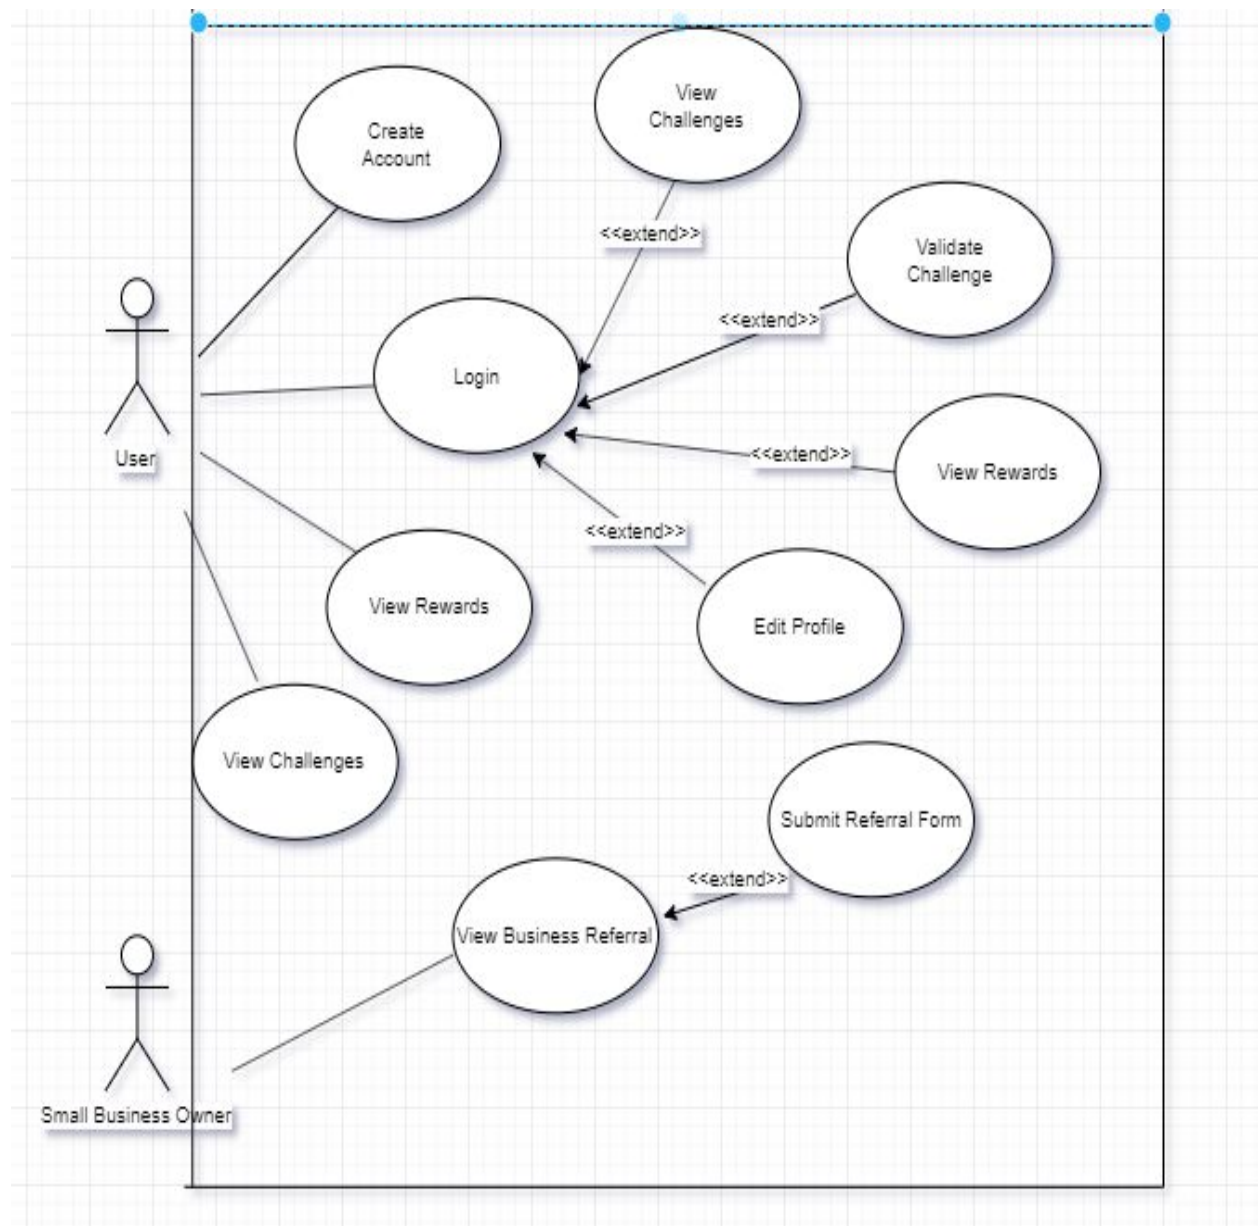 View
Challenges
Create
Account
<<extend>>
Validate
Challenge
<<extend>>
Login
<<extend>>
View Rewards
User
<<extend>>
View Rewards
Edit Profile
View Challenges
Submit Referral Form
<<extend>>
View Business Referral
Small Business Owner